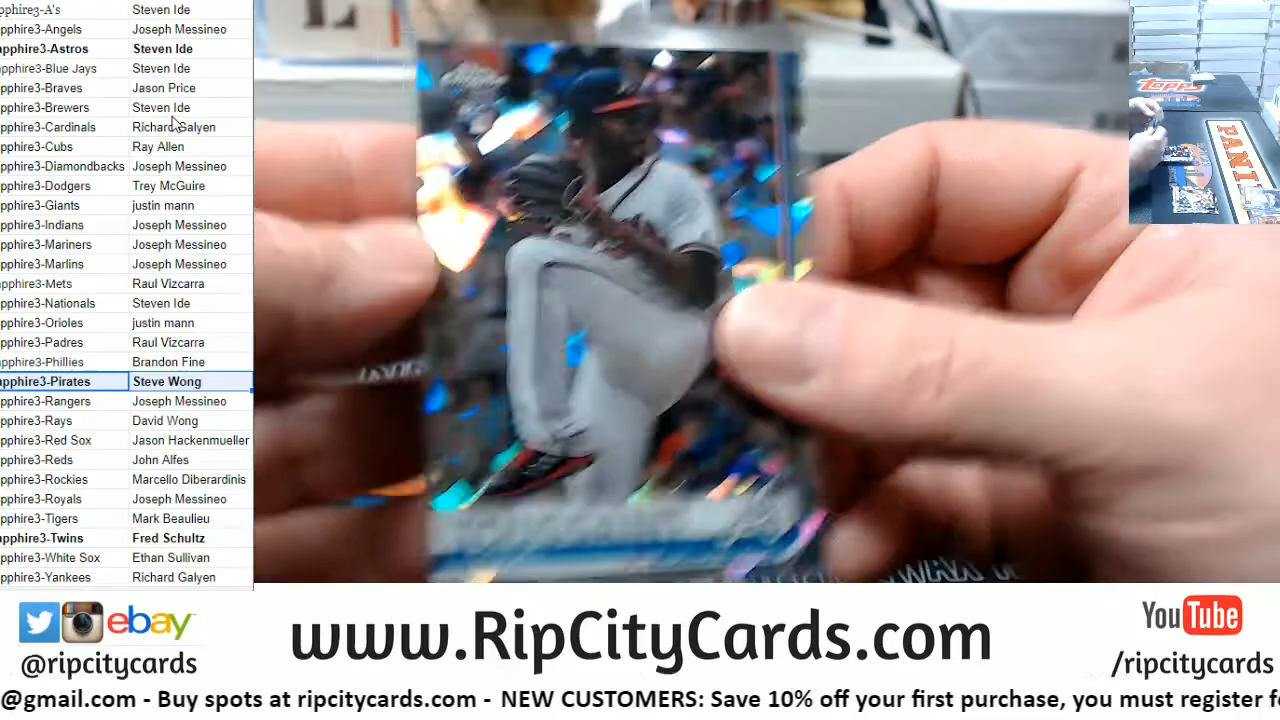 pphire3-A's Steven Ide
pphire3-Angels Joseph Messineo
apphire3-Astros Steven Ide
pphire3-Blue Jays Steven Ide
pphire3-Braves Jason Price
pphire3-Brewers Steven Ide
pphire3-Cardinals Richard Galyen
pphire3-Cubs Ray Allen
pphire3-Diamondbacks Joseph Messineo
pphire3-Dodgers Trey McGuire
pphire3-Giants justin mann
pphire3-Indians Joseph Messineo
pphire3-Mariners Joseph Messineo
pphire3-Marlins Joseph Messineo
pphire3-Mets Raul Vizcarra
pphire3-Nationals Steven Ide
pphire3-Orioles justin mann
pphire3-Padres Raul Vizcarra
pphire3-Phillies Brandon Fine
apphire3-Pirates Steve Wong
pphire3-Rangers Joseph Messineo
pphire3-Rays David Wong
pphire3-Red Sox Jason Hackenmueller
pphire3-Reds John Alfes
pphire3-Rockies Marcello Diberardinis
pphire3-Royals Joseph Messineo
pphire3-Tigers Mark Beaulieu
apphire3-Twins Fred Schultz
pphire3-White Sox Ethan Sullivan
pphire3-Yankees Richard Galyen
Topps
PANI
ebay
@ripcitycards
www.RipCityCards.com
YouTube
/ripcitycards
@gmail.com - Buy spots at ripcitycards.com - NEW CUSTOMERS: Save 10% off your first purchase, you must register f